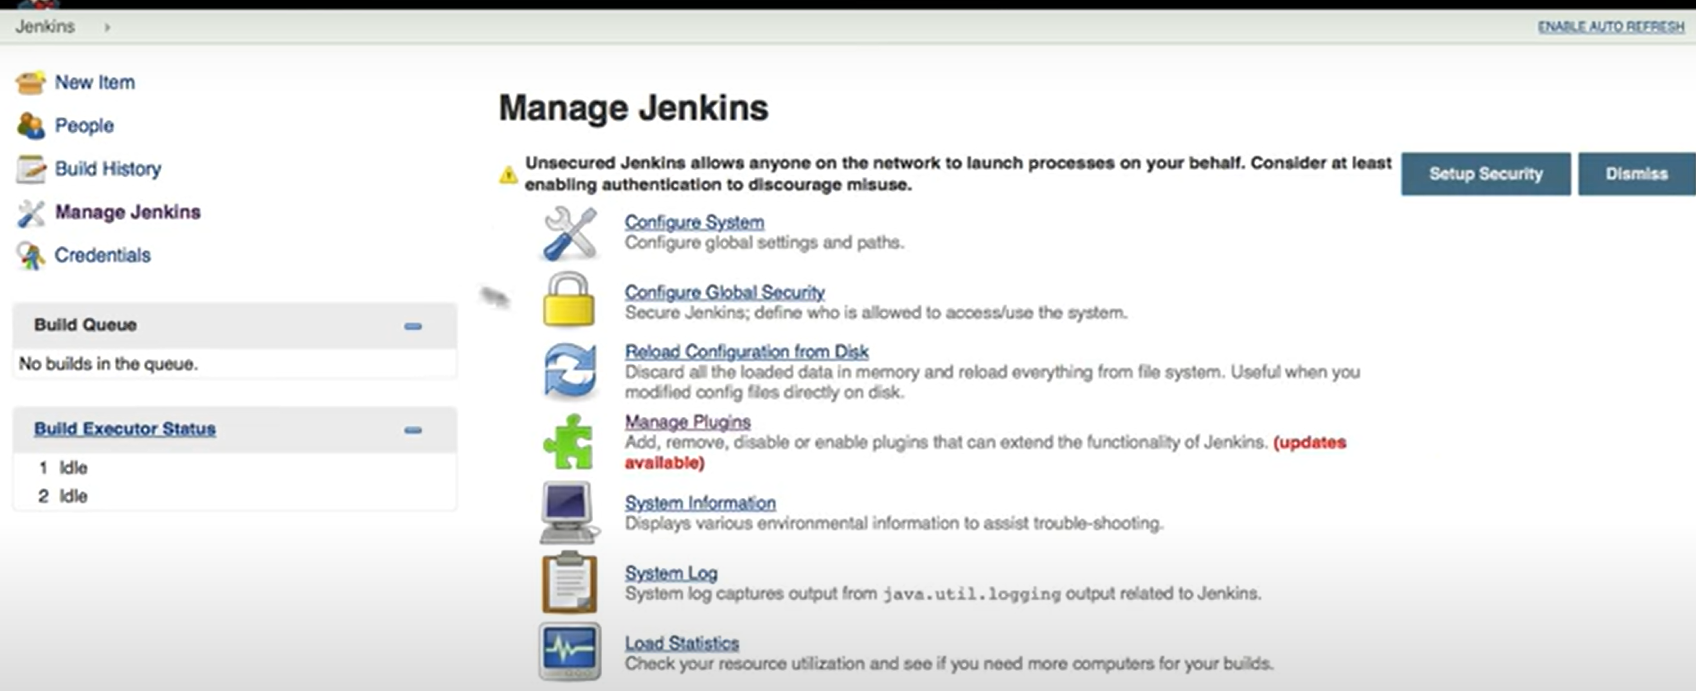 Jenkins
ENABLE AUTO REFRESH
New Item
People
Build History
Manage Jenkins
Credentials
Build Queue
No builds in the queue.
Build Executor Status
1 Idle
2 Idle
Manage Jenkins
Unsecured Jenkins allows anyone on the network to launch processes on your behalf. Consider at least
enabling authentication to discourage misuse.
Setup Security
Dismiss
Configure System
Configure global settings and paths.
Configure Global Security
Secure Jenkins; define who is allowed to access/use the system.
Reload Configuration from Disk
Discard all the loaded data in memory and reload everything from file system. Useful when you
modified config files directly on disk.
Manage Plugins
Add, remove, disable or enable plugins that can extend the functionality of Jenkins. (updates
available)
System Information
Displays various environmental information to assist trouble-shooting.
System Log
System log captures output from java.util.logging output related to Jenkins.
Load Statistics
Check your resource utilization and see if you need more computers for your builds.